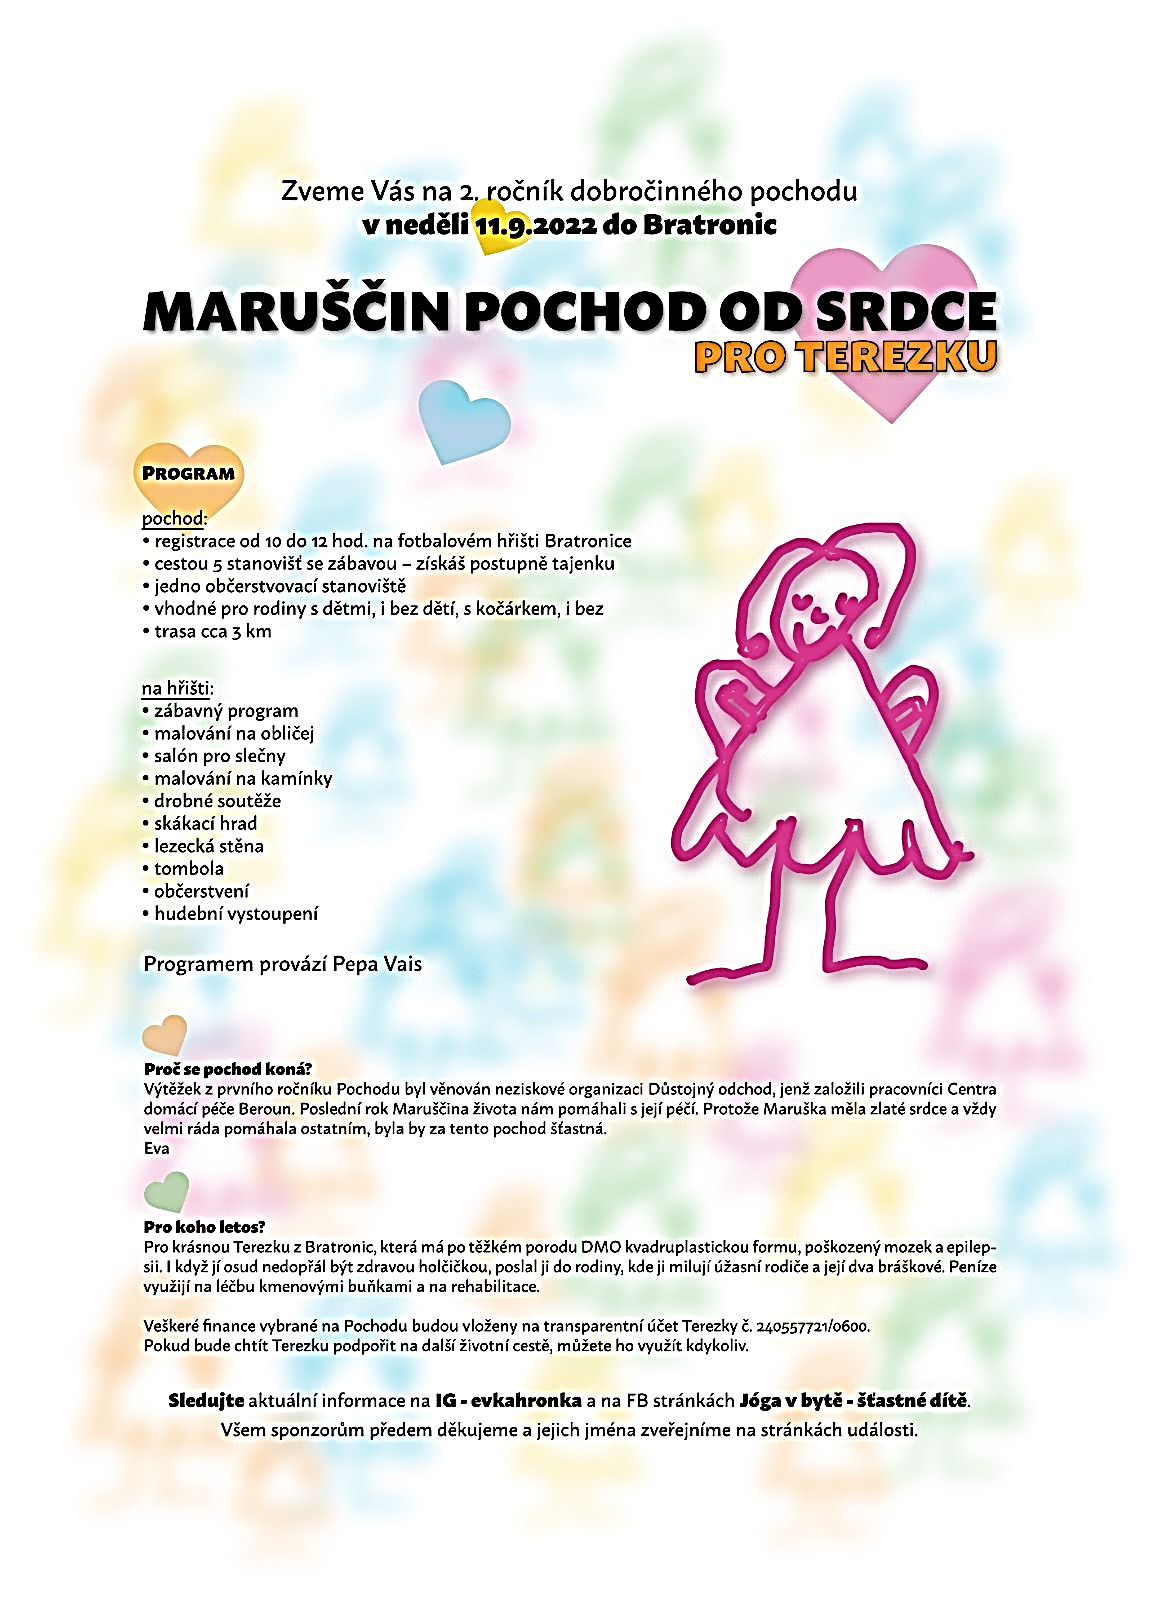 Zveme Vás na 2. ročník dobročinného pochodu
v neděli 11.9.2022 do Bratronic
MARUŠČIN POCHOD OD SRDCE
PRO TEREZKU
PROGRAM
pochod:
• registrace od 10 do 12 hod. na fotbalovém hřišti Bratronice
• cestou 5 stanovišť se zábavou – získáš postupně tajenku
• jedno občerstvovací stanoviště
• vhodné pro rodiny s dětmi, i bez dětí, s kočárkem, i bez
• trasa cca 3 km
na hřišti:
• zábavný program
• malování na obličej
• salón pro slečny
• malování na kamínky
• drobné soutěže
• skákací hrad
• lezecká stěna
• tombola
• občerstvení
• hudební vystoupení
Programem provází Pepa Vais
Proč se pochod koná?
Výtěžek z prvního ročníku Pochodu byl věnován neziskové organizaci Důstojný odchod, jenž založili pracovníci Centra
domácí péče Beroun. Poslední rok Maruščina života nám pomáhali s její péčí. Protože Maruška měla zlaté srdce a vždy
velmi ráda pomáhala ostatním, byla by za tento pochod šťastná.
Eva
Pro koho letos?
Pro krásnou Terezku z Bratronic, která má po těžkém porodu DMO kvadruplastickou formu, poškozený mozek a epilep-
sii. I když jí osud nedopřál být zdravou holčičkou, poslal ji do rodiny, kde ji milují úžasní rodiče a její dva bráškové. Peníze
využijí na léčbu kmenovými buňkami a na rehabilitace.
Veškeré finance vybrané na Pochodu budou vloženy na transparentní účet Terezky č. 240557721/0600.
Pokud bude chtít Terezku podpořit na další životní cestě, můžete ho využít kdykoliv.
Sledujte aktuální informace na IG - evkahronka a na FB stránkách Jóga v bytě - šťastné dítě.
Všem sponzorům předem děkujeme a jejich jména zveřejníme na stránkách události.